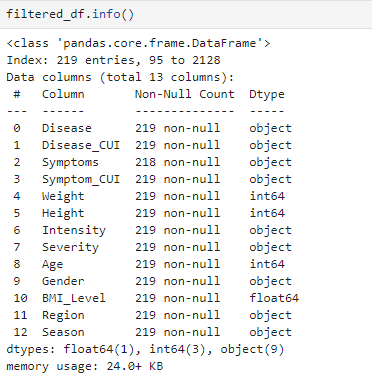 filtered_df.info()
<class 'pandas.core.frame.DataFrame'>
Index: 219 entries, 95 to 2128
Data columns (total 13 columns):
 #   Column       Non-Null Count  Dtype
---  ------       --------------  -----
 0   Disease      219 non-null    object
 1   Disease_CUI  219 non-null    object
 2   Symptoms     218 non-null    object
 3   Symptom_CUI  219 non-null    object
 4   Weight       219 non-null    int64
 5   Height       219 non-null    int64
 6   Intensity    219 non-null    object
 7   Severity     219 non-null    object
 8   Age          219 non-null    int64
 9   Gender       219 non-null    object
 10  BMI_Level    219 non-null    float64
 11  Region       219 non-null    object
 12  Season       219 non-null    object
dtypes: float64(1), int64(3), object(9)
memory usage: 24.0+ KB